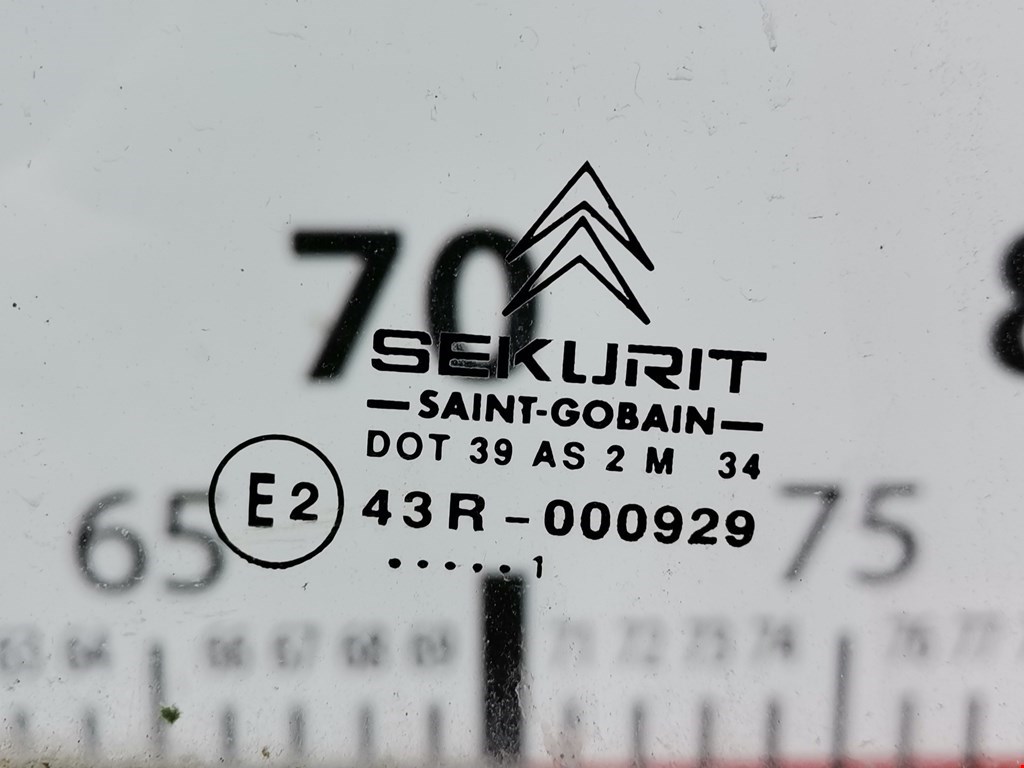 70
SEKURIT
SAINT-GOBAIN
DOT 39 AS 2 M 34
E2 43R-000929
.....1
65 75
63 64 66 67 68 69 71 72 73 74 76 77